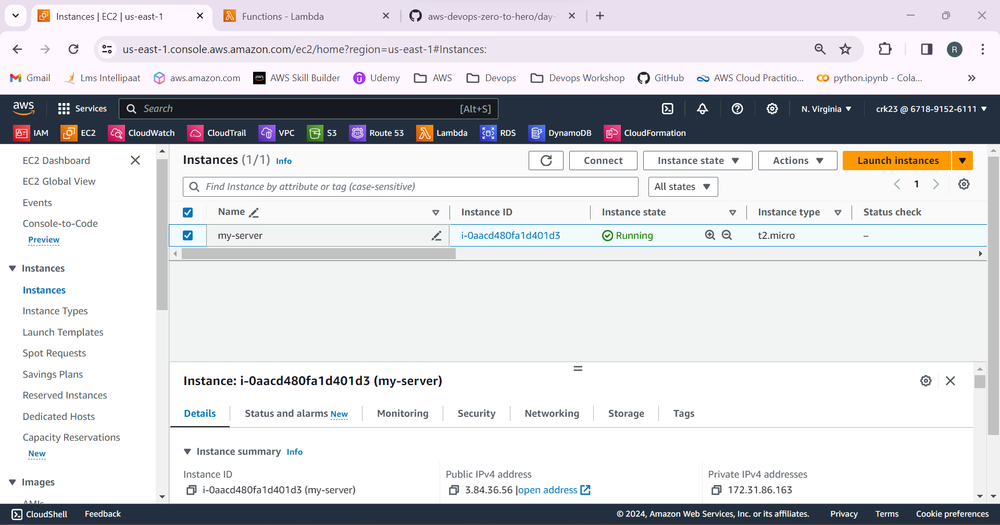 Instances | EC2 | us-east-1
Functions - Lambda
aws-devops-zero-to-hero/day-
us-east-1.console.aws.amazon.com/ec2/home?region=us-east-1#Instances:
R
Gmail
Lms Intellipaat
aws.amazon.com
aws
AWS Skill Builder
Udemy
AWS
Devops
Devops Workshop
GitHub
AWS Cloud Practitio...
python.ipynb - Cola...
aws
Services
Search
[Alt+S]
N. Virginia
crk23 @ 6718-9152-6111
IAM
EC2
CloudWatch
CloudTrail
VPC
S3
Route 53
Lambda
RDS
DynamoDB
CloudFormation
EC2 Dashboard
EC2 Global View
Events
Console-to-Code
Preview
Instances
Instances
Instance Types
Launch Templates
Spot Requests
Savings Plans
Reserved Instances
Dedicated Hosts
Capacity Reservations
New
Images
AMIs
Instances (1/1) Info
Connect
Instance state
Actions
Launch instances
Find Instance by attribute or tag (case-sensitive)
All states
1
Name
Instance ID
Instance state
Instance type
Status check
my-server
i-0aacd480fa1d401d3
Running
t2.micro
–
Instance: i-0aacd480fa1d401d3 (my-server)
Details
Status and alarms New
Monitoring
Security
Networking
Storage
Tags
Instance summary Info
Instance ID
i-0aacd480fa1d401d3 (my-server)
Public IPv4 address
3.84.36.56 |open address
Private IPv4 addresses
172.31.86.163
CloudShell
Feedback
© 2024, Amazon Web Services, Inc. or its affiliates.
Privacy
Terms
Cookie preferences